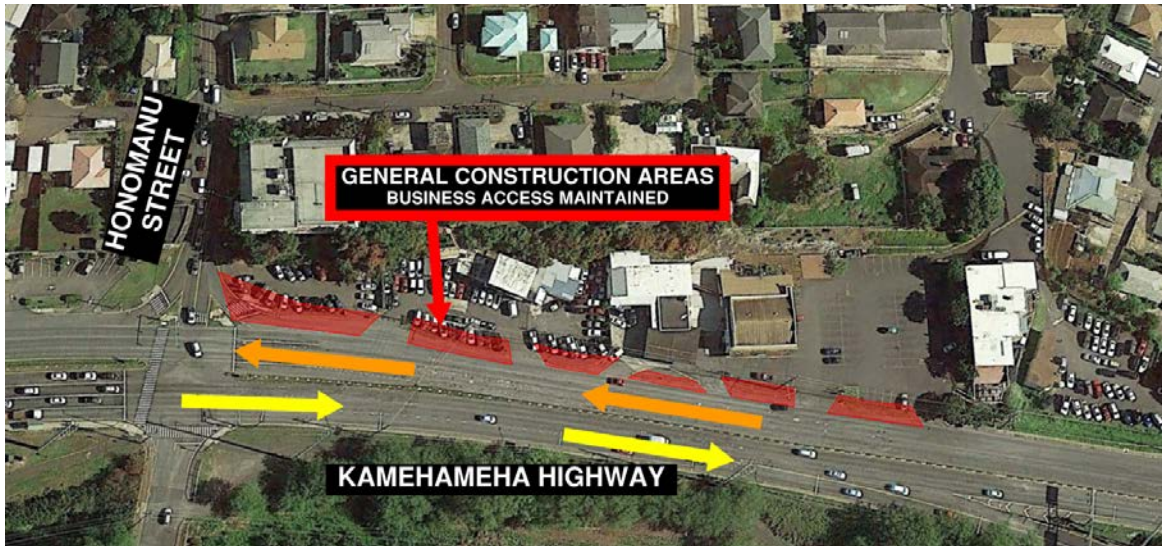 HONOMANU
STREET
GENERAL CONSTRUCTION AREAS
BUSINESS ACCESS MAINTAINED
KAMEHAMEHA HIGHWAY